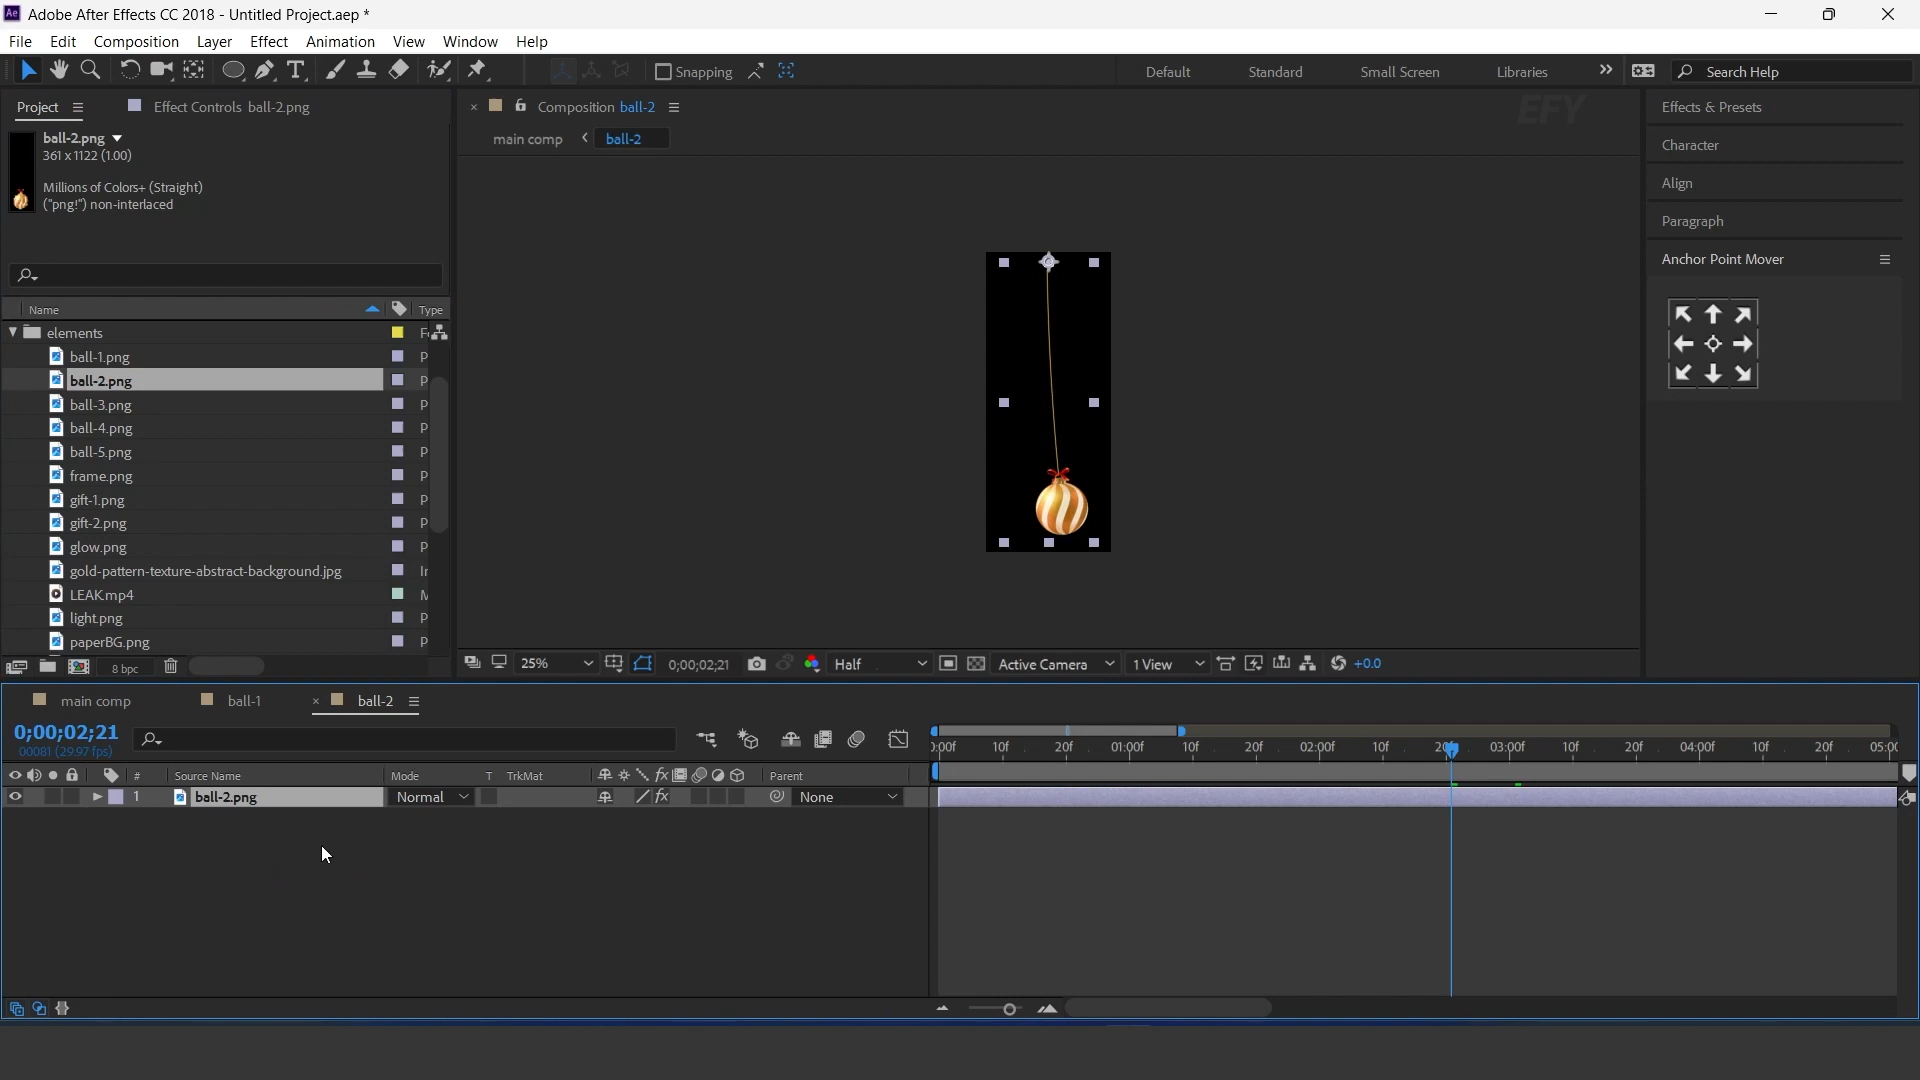 Ae Adobe After Effects CC 2018 - Untitled Project.aep *
File Edit Composition Layer Effect Animation View Window Help
Snapping Default Standard Small Screen Libraries Search Help
Project Effect Controls ball-2.png
Composition ball-2
EFY
Effects & Presets
ball-2.png
361 x 1122 (1.00)
Millions of Colors+ (Straight)
("png!") non-interlaced
main comp ball-2
Character
Align
Paragraph
Anchor Point Mover
Name Type
elements F
ball-1.png P
ball-2.png P
ball-3.png P
ball-4.png P
ball-5.png P
frame.png P
gift-1.png P
gift-2.png P
glow.png P
gold-pattern-texture-abstract-background.jpg Ir
LEAK.mp4
light.png P
paperBG.png P
8 bpc
25% 0;00;02;21 Half Active Camera 1 View +0.0
main comp ball-1 ball-2
0;00;02;21
00081 (29.97 fps)
):00f 10f 20f 01:00f 10f 20f 02:00f 10f 20f 03:00f 10f 20f 04:00f 10f 20f 05:0(
# Source Name Mode T TrkMat fx Parent
1 ball-2.png Normal fx None